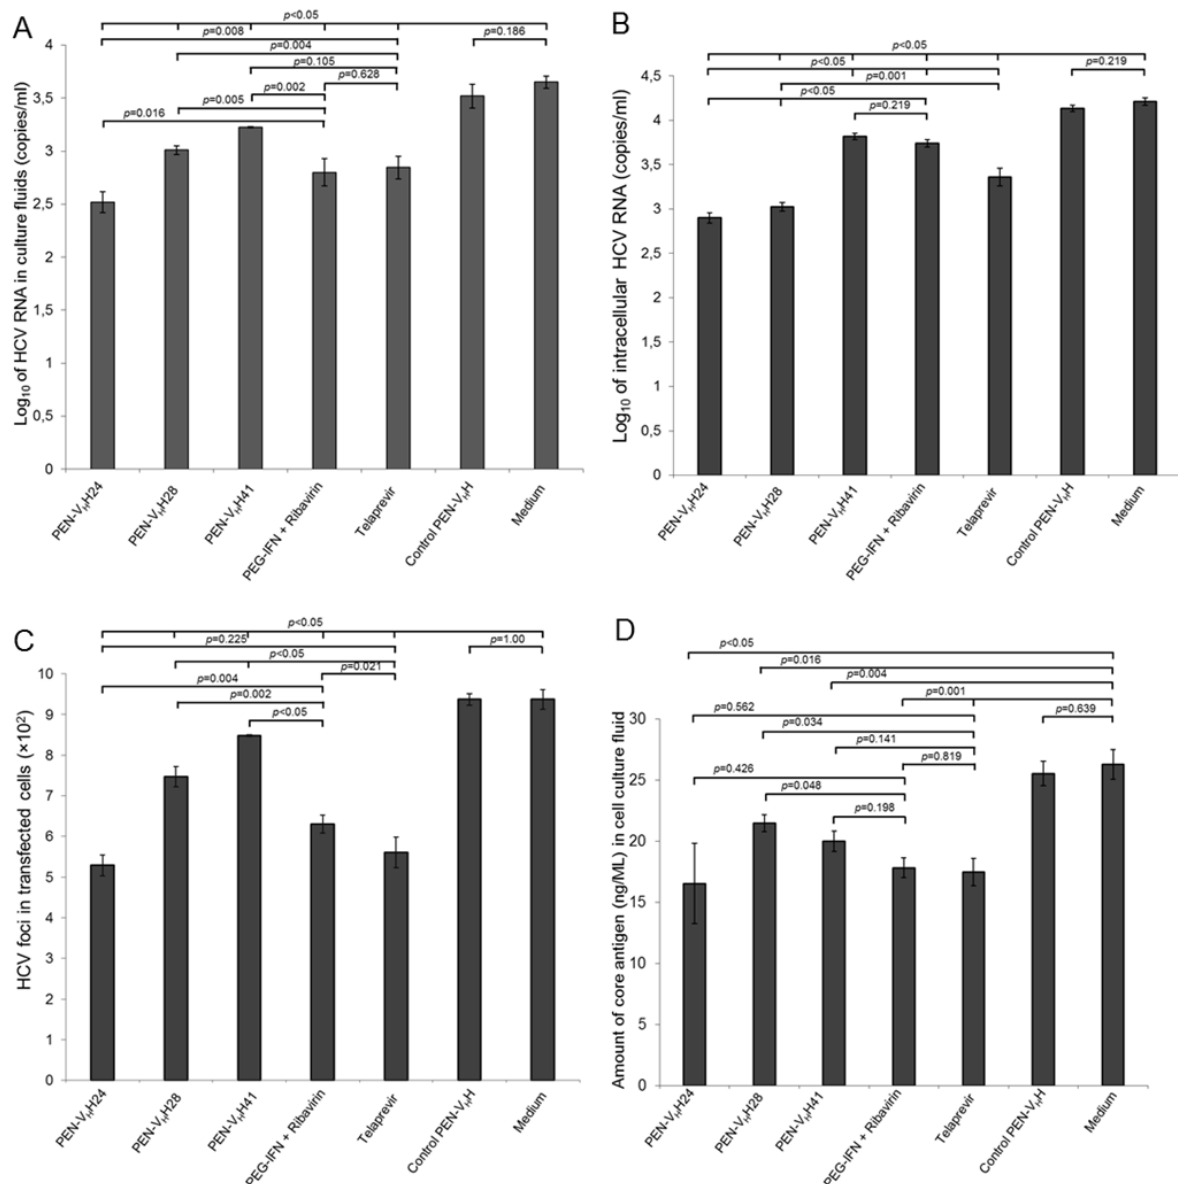 A
p<0.05
p=0.008
p=0.186
p=0.004
p=0.105
p=0.628
p=0.002
p=0.005
p=0.016
Log10 of HCV RNA in culture fluids (copies/ml)
4
3,5
3
2,5
2
1,5
1
0,5
0
PEN-VHH24
PEN-VHH28
PEN-VHH41
PEG-IFN + Ribavirin
Telaprevir
Control PEN-VHH
Medium
B
p<0.05
p<0.05
p=0.219
p=0.001
p<0.05
p=0.219
Log10 of intracellular HCV RNA (copies/ml)
4,5
4
3,5
3
2,5
2
1,5
1
0,5
0
PEN-VHH24
PEN-VHH28
PEN-VHH41
PEG-IFN + Ribavirin
Telaprevir
Control PEN-VHH
Medium
C
p<0.05
p=0.225
p=1.00
p<0.05
p=0.021
p=0.004
p=0.002
p<0.05
HCV foci in transfected cells (×10²)
10
9
8
7
6
5
4
3
2
1
0
PEN-VHH24
PEN-VHH28
PEN-VHH41
PEG-IFN + Ribavirin
Telaprevir
Control PEN-VHH
Medium
D
p<0.05
p=0.016
p=0.004
p=0.001
p=0.562
p=0.639
p=0.034
p=0.141
p=0.819
p=0.426
p=0.048
p=0.198
Amount of core antigen (ng/ML) in cell culture fluid
30
25
20
15
10
5
0
PEN-VHH24
PEN-VHH28
PEN-VHH41
PEG-IFN + Ribavirin
Telaprevir
Control PEN-VHH
Medium